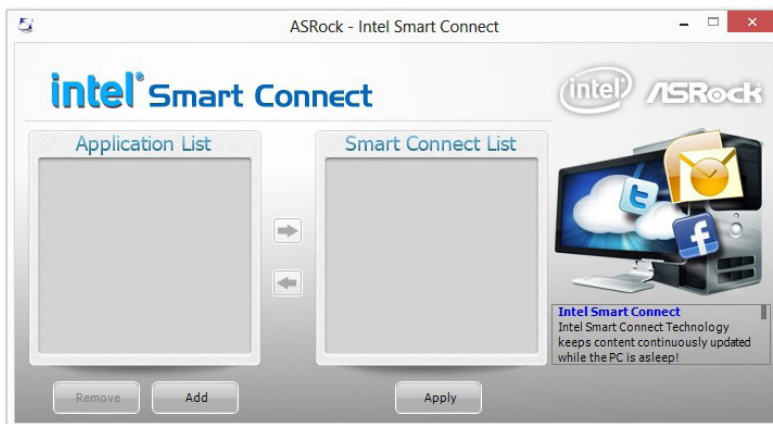 ASRock - Intel Smart Connect
intel® Smart Connect
intel® ASRock
Application List
Smart Connect List
Intel Smart Connect
Intel Smart Connect Technology
keeps content continuously updated
while the PC is asleep!
Remove
Add
Apply